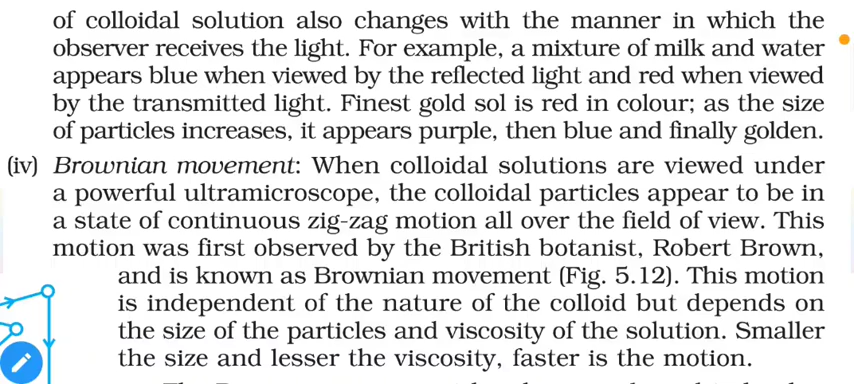 of colloidal solution also changes with the manner in which the
observer receives the light. For example, a mixture of milk and water
appears blue when viewed by the reflected light and red when viewed
by the transmitted light. Finest gold sol is red in colour; as the size
of particles increases, it appears purple, then blue and finally golden.
(iv) Brownian movement: When colloidal solutions are viewed under
a powerful ultramicroscope, the colloidal particles appear to be in
a state of continuous zig-zag motion all over the field of view. This
motion was first observed by the British botanist, Robert Brown,
and is known as Brownian movement (Fig. 5.12). This motion
is independent of the nature of the colloid but depends on
the size of the particles and viscosity of the solution. Smaller
the size and lesser the viscosity, faster is the motion.